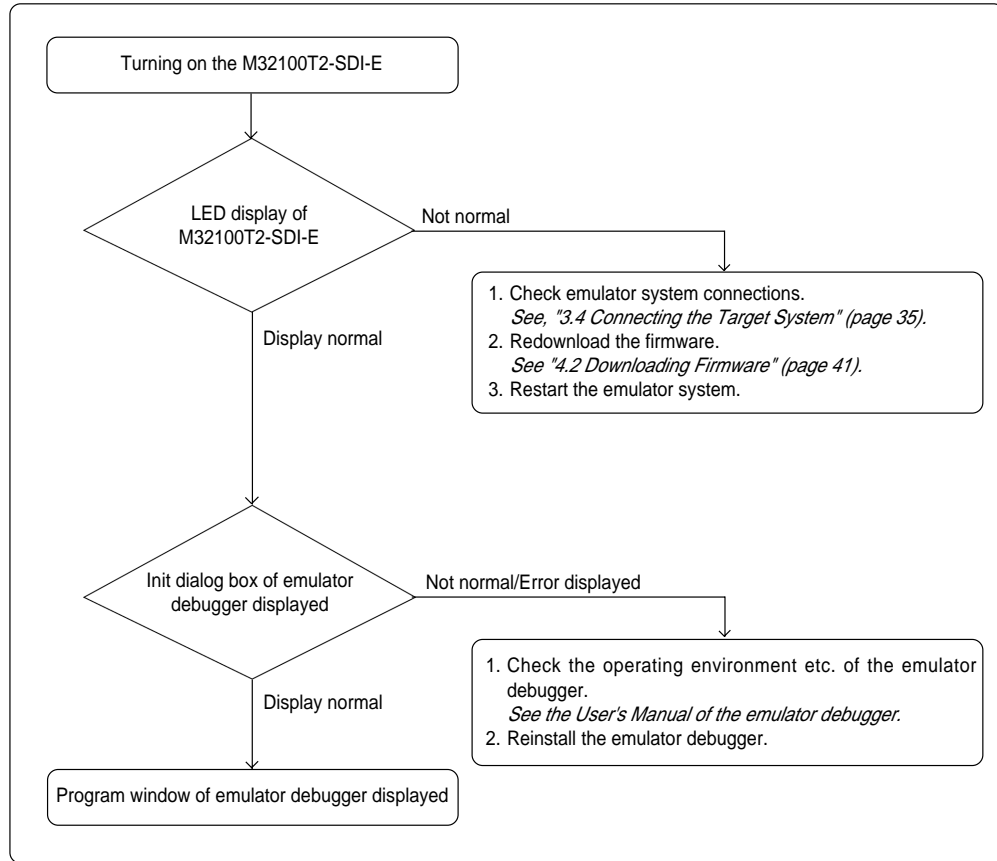 Turning on the M32100T2-SDI-E
LED display of
M32100T2-SDI-E
Not normal
1. Check emulator system connections.
See, "3.4 Connecting the Target System" (page 35).
2. Redownload the firmware.
See "4.2 Downloading Firmware" (page 41).
3. Restart the emulator system.
Display normal
Init dialog box of emulator
debugger displayed
Not normal/Error displayed
1. Check the operating environment etc. of the emulator
debugger.
See the User's Manual of the emulator debugger.
2. Reinstall the emulator debugger.
Display normal
Program window of emulator debugger displayed